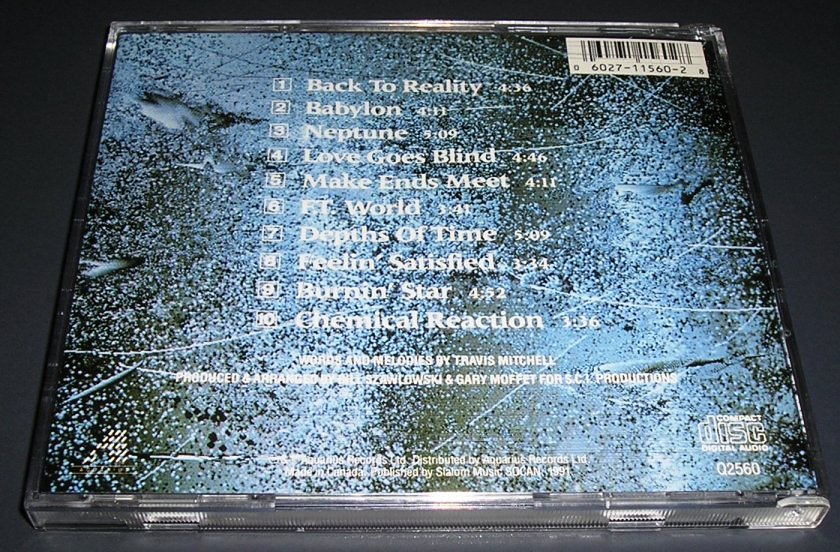 0 6027-11560-2 8
1 Back To Reality 4:36
2 Babylon 4:11
3 Neptune 5:09
4 Love Goes Blind 4:46
5 Make Ends Meet 4:11
6 F.T. World 3:41
7 Depths Of Time 5:09
8 Feelin' Satisfied 3:34
9 Burnin' Star 4:52
10 Chemical Reaction 3:36
WORDS AND MELODIES BY TRAVIS MITCHELL
PRODUCED & ARRANGED BY BILL SZAWLOWSKI & GARY MOFFET FOR S.C.I. PRODUCTIONS
Aquarius Records Ltd. Distributed by Aquarius Records Ltd.
Made in Canada. Published by Slalom Music SOCAN, 1991
COMPACT
disc
DIGITAL AUDIO
Q2560